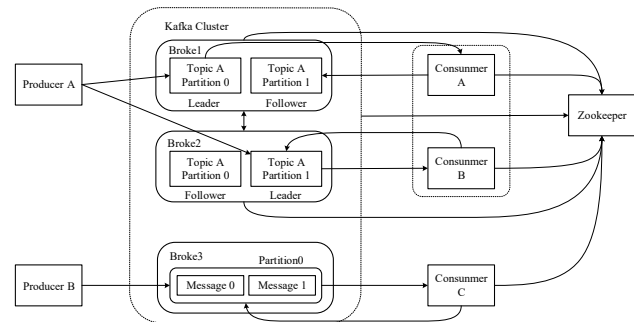 Kafka Cluster
Broke1
Topic A
Partition 0
Topic A
Partition 1
Leader
Follower
Producer A
Consunmer
A
Zookeeper
Broke2
Topic A
Partition 0
Topic A
Partition 1
Follower
Leader
Consunmer
B
Broke3
Partition0
Message 0
Message 1
Producer B
Consunmer
C